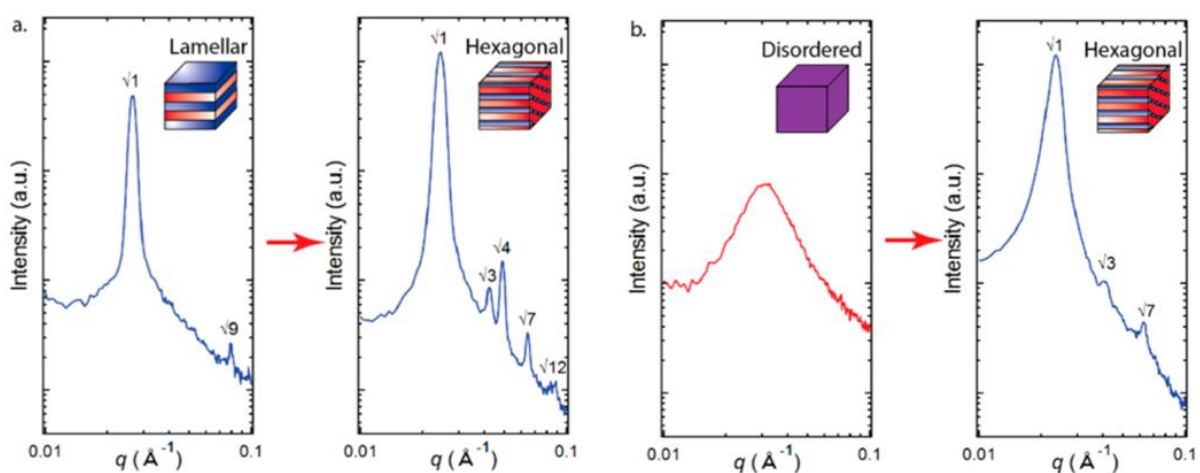 a.
Lamellar
√1
√9
Intensity (a.u.)
0.01
q (Å⁻¹)
0.1
Hexagonal
√1
√3
√4
√7
√12
Intensity (a.u.)
0.01
q (Å⁻¹)
0.1
b.
Disordered
Intensity (a.u.)
0.01
q (Å⁻¹)
0.1
Hexagonal
√1
√3
√7
Intensity (a.u.)
0.01
q (Å⁻¹)
0.1